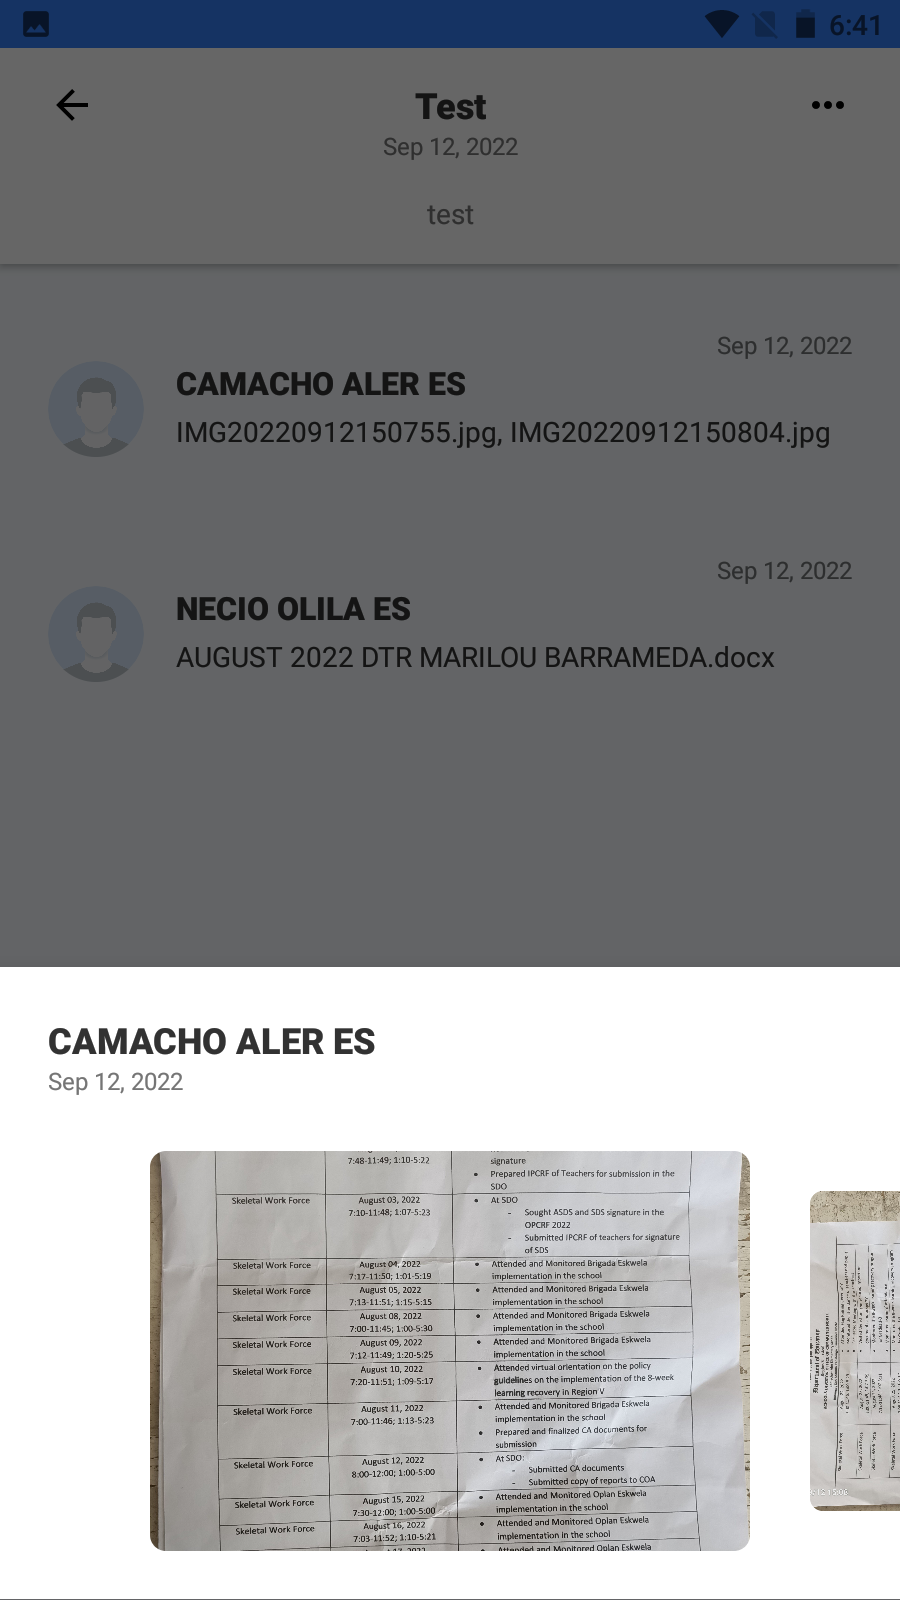 6:41
Test
Sep 12, 2022
test
Sep 12, 2022
CAMACHO ALER ES
IMG20220912150755.jpg, IMG20220912150804.jpg
Sep 12, 2022
NECIO OLILA ES
AUGUST 2022 DTR MARILOU BARRAMEDA.docx
CAMACHO ALER ES
Sep 12, 2022
7:48-11:49; 1:10-5:22
signature
• Prepared IPCRF of Teachers for submission in the
SDO
Skeletal Work Force
August 03, 2022
7:10-11:48; 1:07-5:23
• At SDO
- Sought ASDS and SDS signature in the
OPCRF 2022
- Submitted IPCRF of teachers for signature
of SDS
Skeletal Work Force
August 04, 2022
7:17-11:50; 1:01-5:19
• Attended and Monitored Brigada Eskwela
implementation in the school
Skeletal Work Force
August 05, 2022
7:13-11:51; 1:15-5:15
• Attended and Monitored Brigada Eskwela
implementation in the school
Skeletal Work Force
August 08, 2022
7:00-11:45; 1:00-5:30
• Attended and Monitored Brigada Eskwela
implementation in the school
Skeletal Work Force
August 09, 2022
7:12-11:49; 1:20-5:25
• Attended and Monitored Brigada Eskwela
implementation in the school
Skeletal Work Force
August 10, 2022
7:20-11:51; 1:09-5:17
• Attended virtual orientation on the policy
guidelines on the implementation of the 8-week
learning recovery in Region V
Skeletal Work Force
August 11, 2022
7:00-11:46; 1:13-5:23
• Attended and Monitored Brigada Eskwela
implementation in the school
• Prepared and finalized CA documents for
submission
Skeletal Work Force
August 12, 2022
8:00-12:00; 1:00-5:00
• At SDO:
- Submitted CA documents
- Submitted copy of reports to COA
Skeletal Work Force
August 15, 2022
7:30-12:00; 1:00-5:00
• Attended and Monitored Oplan Eskwela
implementation in the school
Skeletal Work Force
August 16, 2022
7:03-11:52; 1:10-5:21
• Attended and Monitored Oplan Eskwela
implementation in the school
• Attended and Monitored Oplan Eskwela